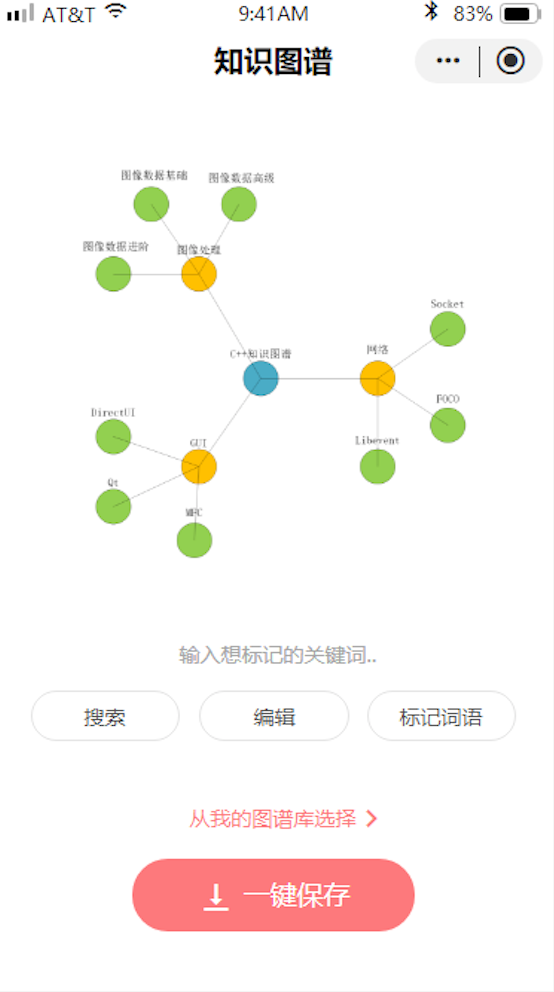 AT&T 9:41AM 83%
知识图谱
图像数据基础 图像数据高级
图像数据进阶 图像处理
Socket
C++知识图谱 网络
POCO
DirectUI
GUI Libevent
Qt
MFC
输入想标记的关键词..
搜索 编辑 标记词语
从我的图谱库选择
一键保存